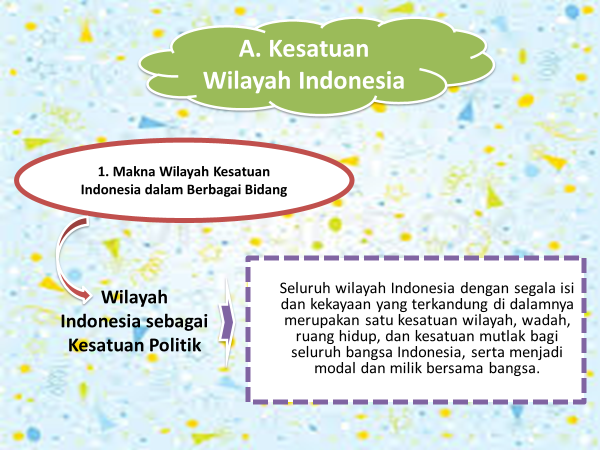 A. Kesatuan
Wilayah Indonesia
1. Makna Wilayah Kesatuan
Indonesia dalam Berbagai Bidang
Wilayah
Indonesia sebagai
Kesatuan Politik
Seluruh wilayah Indonesia dengan segala isi
dan kekayaan yang terkandung di dalamnya
merupakan satu kesatuan wilayah, wadah,
ruang hidup, dan kesatuan mutlak bagi
seluruh bangsa Indonesia, serta menjadi
modal dan milik bersama bangsa.